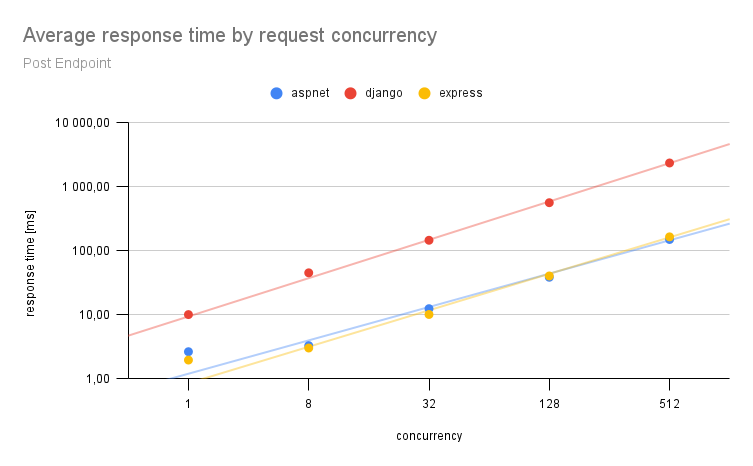 Average response time by request concurrency
Post Endpoint
aspnet django express
10 000,00
1 000,00
100,00
10,00
1,00
response time [ms]
1 8 32 128 512
concurrency